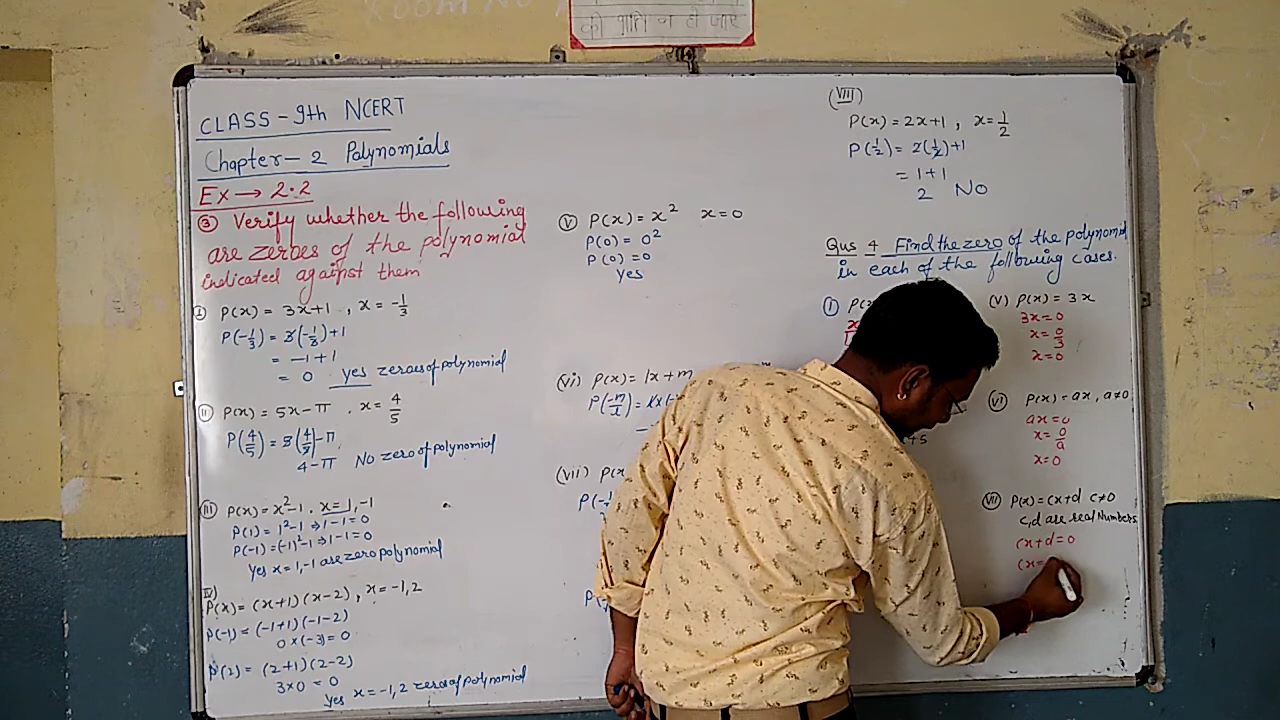 की शांति न हो जाए
CLASS - 9th NCERT
Chapter - 2 Polynomials
Ex → 2.2
③ Verify whether the following
are zeroes of the polynomial
indicated against them
Ⅰ P(x) = 3x+1 , x = -1/3
P(-1/3) = 3(-1/3)+1
= -1+1
= 0 yes zeroes of polynomial
Ⅱ P(x) = 5x-π , x = 4/5
P(4/5) = 5(4/5)-π
4-π No zero of polynomial
Ⅲ P(x) = x²-1, x=1,-1
P(1) = 1²-1 ⇒ 1-1=0
P(-1) = (-1)²-1 ⇒ 1-1=0
Yes x=1,-1 are zero polynomial
Ⅳ)
P(x) = (x+1)(x-2), x=-1,2
P(-1) = (-1+1)(-1-2)
0x(-3)=0
P(2) = (2+1)(2-2)
3x0 = 0
Yes x=-1,2 zeroes of polynomial
Ⅴ P(x) = x² x=0
P(0) = 0²
P(0) = 0
Yes
(vi) P(x) = lx+m
P(-m/l) =
(vii) P(x
(VIII)
P(x) = 2x+1 , x=1/2
P(1/2) = 2(1/2)+1
= 1+1
2 No
Qus 4 Find the zero of the polynomial
in each of the following cases.
Ⅰ P(x
+5
(V) P(x) = 3x
3x=0
x=0/3
x=0
Ⅵ P(x) = ax, a≠0
ax=0
x=0/a
x=0
Ⅶ P(x) = cx+d c≠0
c,d are real Numbers
cx+d=0
cx=